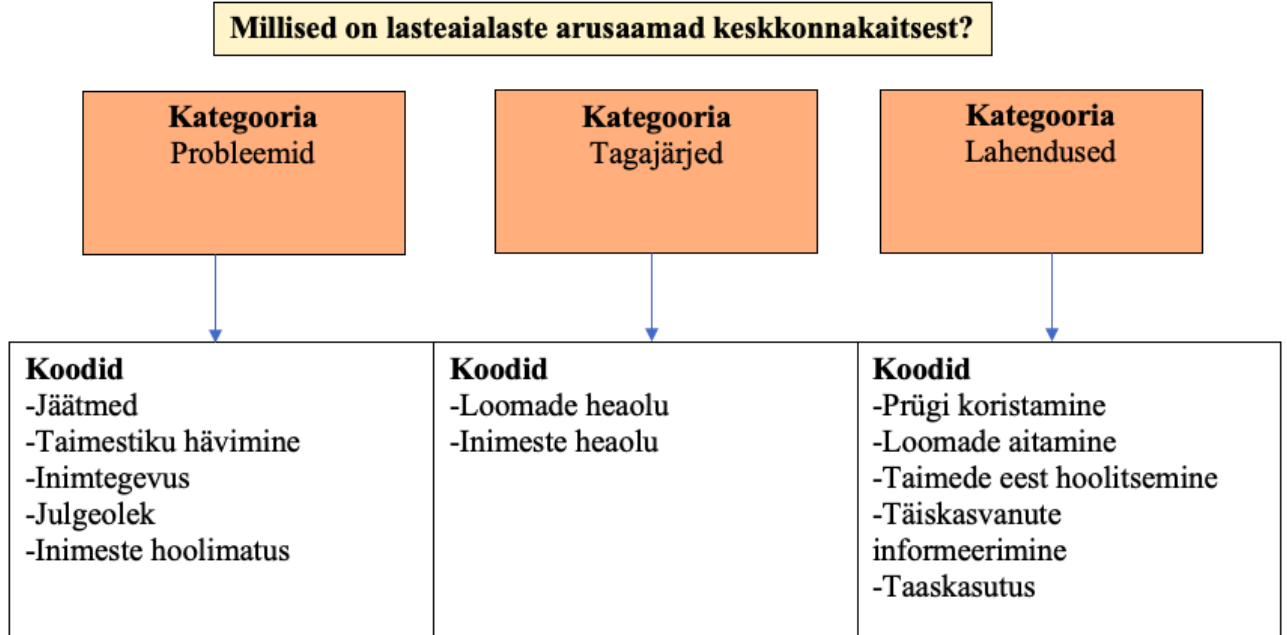 Millised on lasteaialaste arusaamad keskkonnakaitsest?
Kategooria
Probleemid
Kategooria
Tagajärjed
Kategooria
Lahendused
Koodid
-Jäätmed
-Taimestiku hävimine
-Inimtegevus
-Julgeolek
-Inimeste hoolimatus
Koodid
-Loomade heaolu
-Inimeste heaolu
Koodid
-Prügi koristamine
-Loomade aitamine
-Taimede eest hoolitsemine
-Täiskasvanute
informeerimine
-Taaskasutus